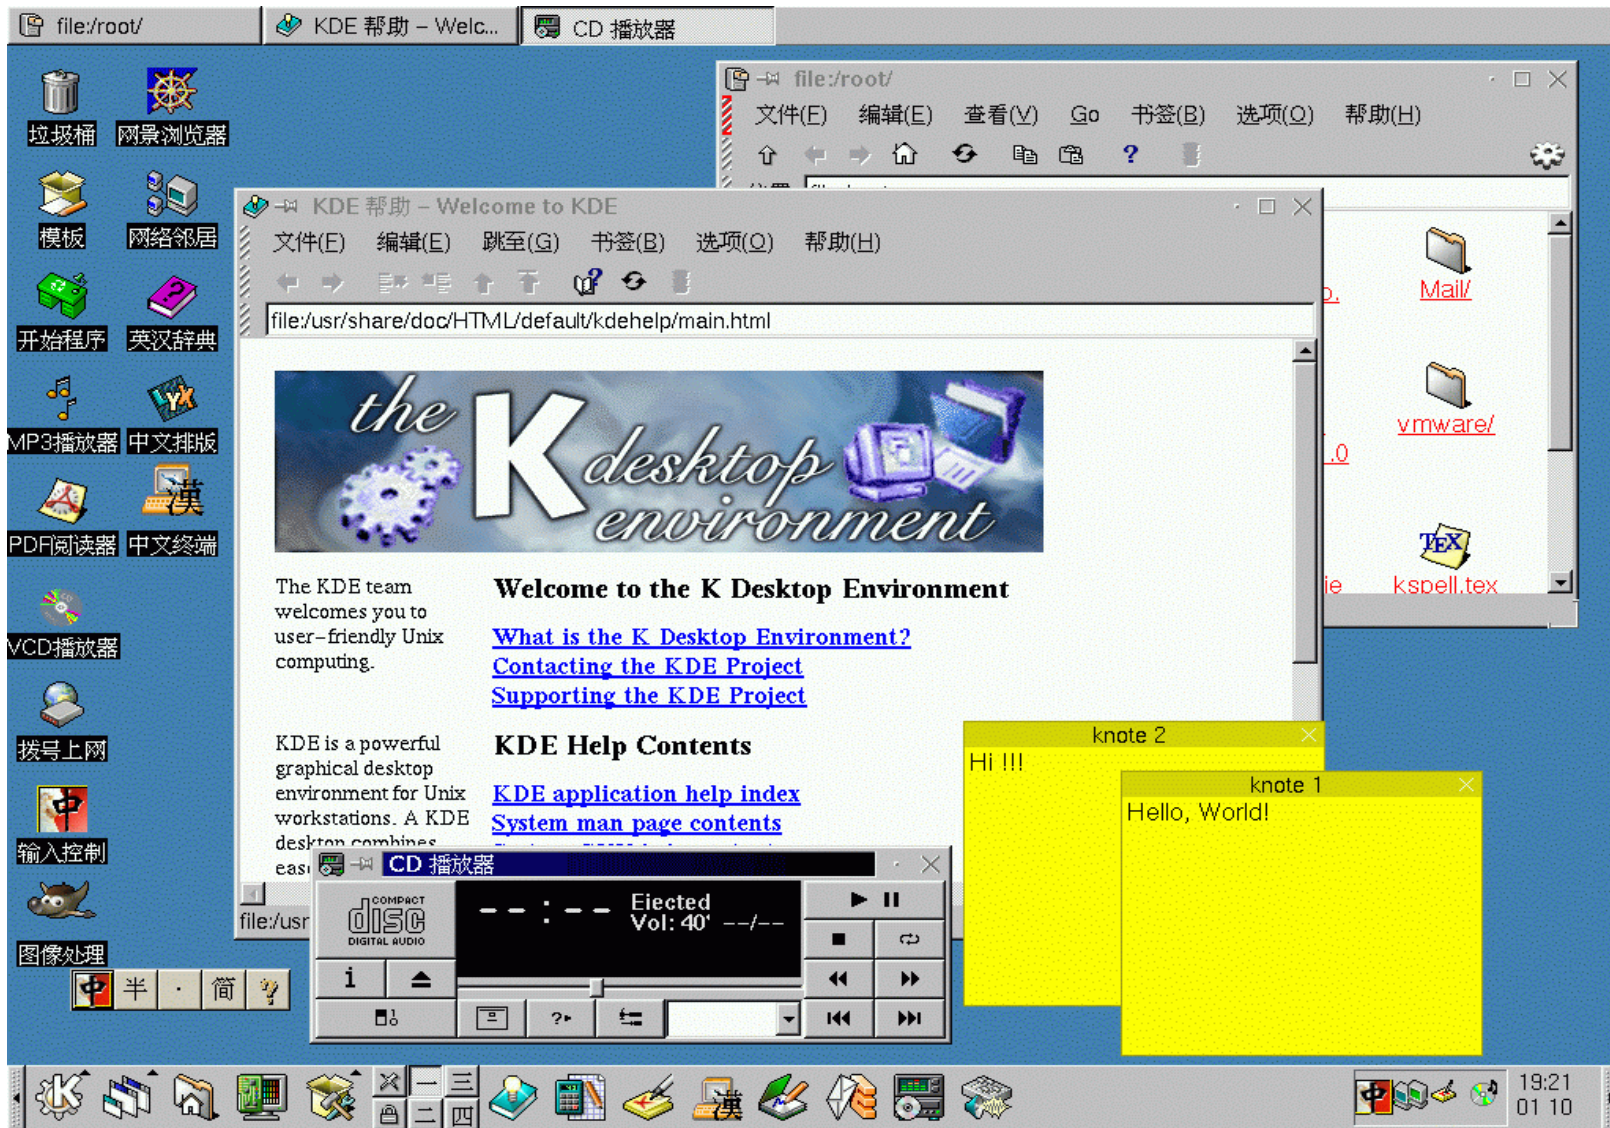 file:/root/
KDE 帮助 – Welc...
CD 播放器
垃圾桶
网景浏览器
模板
网络邻居
开始程序
英汉辞典
MP3播放器
中文排版
PDF阅读器
中文终端
VCD播放器
拨号上网
输入控制
图像处理
file:/root/
文件(F) 编辑(E) 查看(V) Go 书签(B) 选项(O) 帮助(H)
Mail/
vmware/
.0
kspell.tex
KDE 帮助 – Welcome to KDE
文件(F) 编辑(E) 跳至(G) 书签(B) 选项(O) 帮助(H)
file:/usr/share/doc/HTML/default/kdehelp/main.html
the K desktop environment
The KDE team
welcomes you to
user–friendly Unix
computing.
Welcome to the K Desktop Environment
What is the K Desktop Environment?
Contacting the KDE Project
Supporting the KDE Project
KDE is a powerful
graphical desktop
environment for Unix
workstations. A KDE
desktop combines
KDE Help Contents
KDE application help index
System man page contents
file:/usr
knote 2
Hi !!!
knote 1
Hello, World!
CD 播放器
COMPACT
disc
DIGITAL AUDIO
--:-- Ejected
Vol: 40' --/--
中 半 · 简 ?
一 三
二 四
漢
中
19:21
01 10